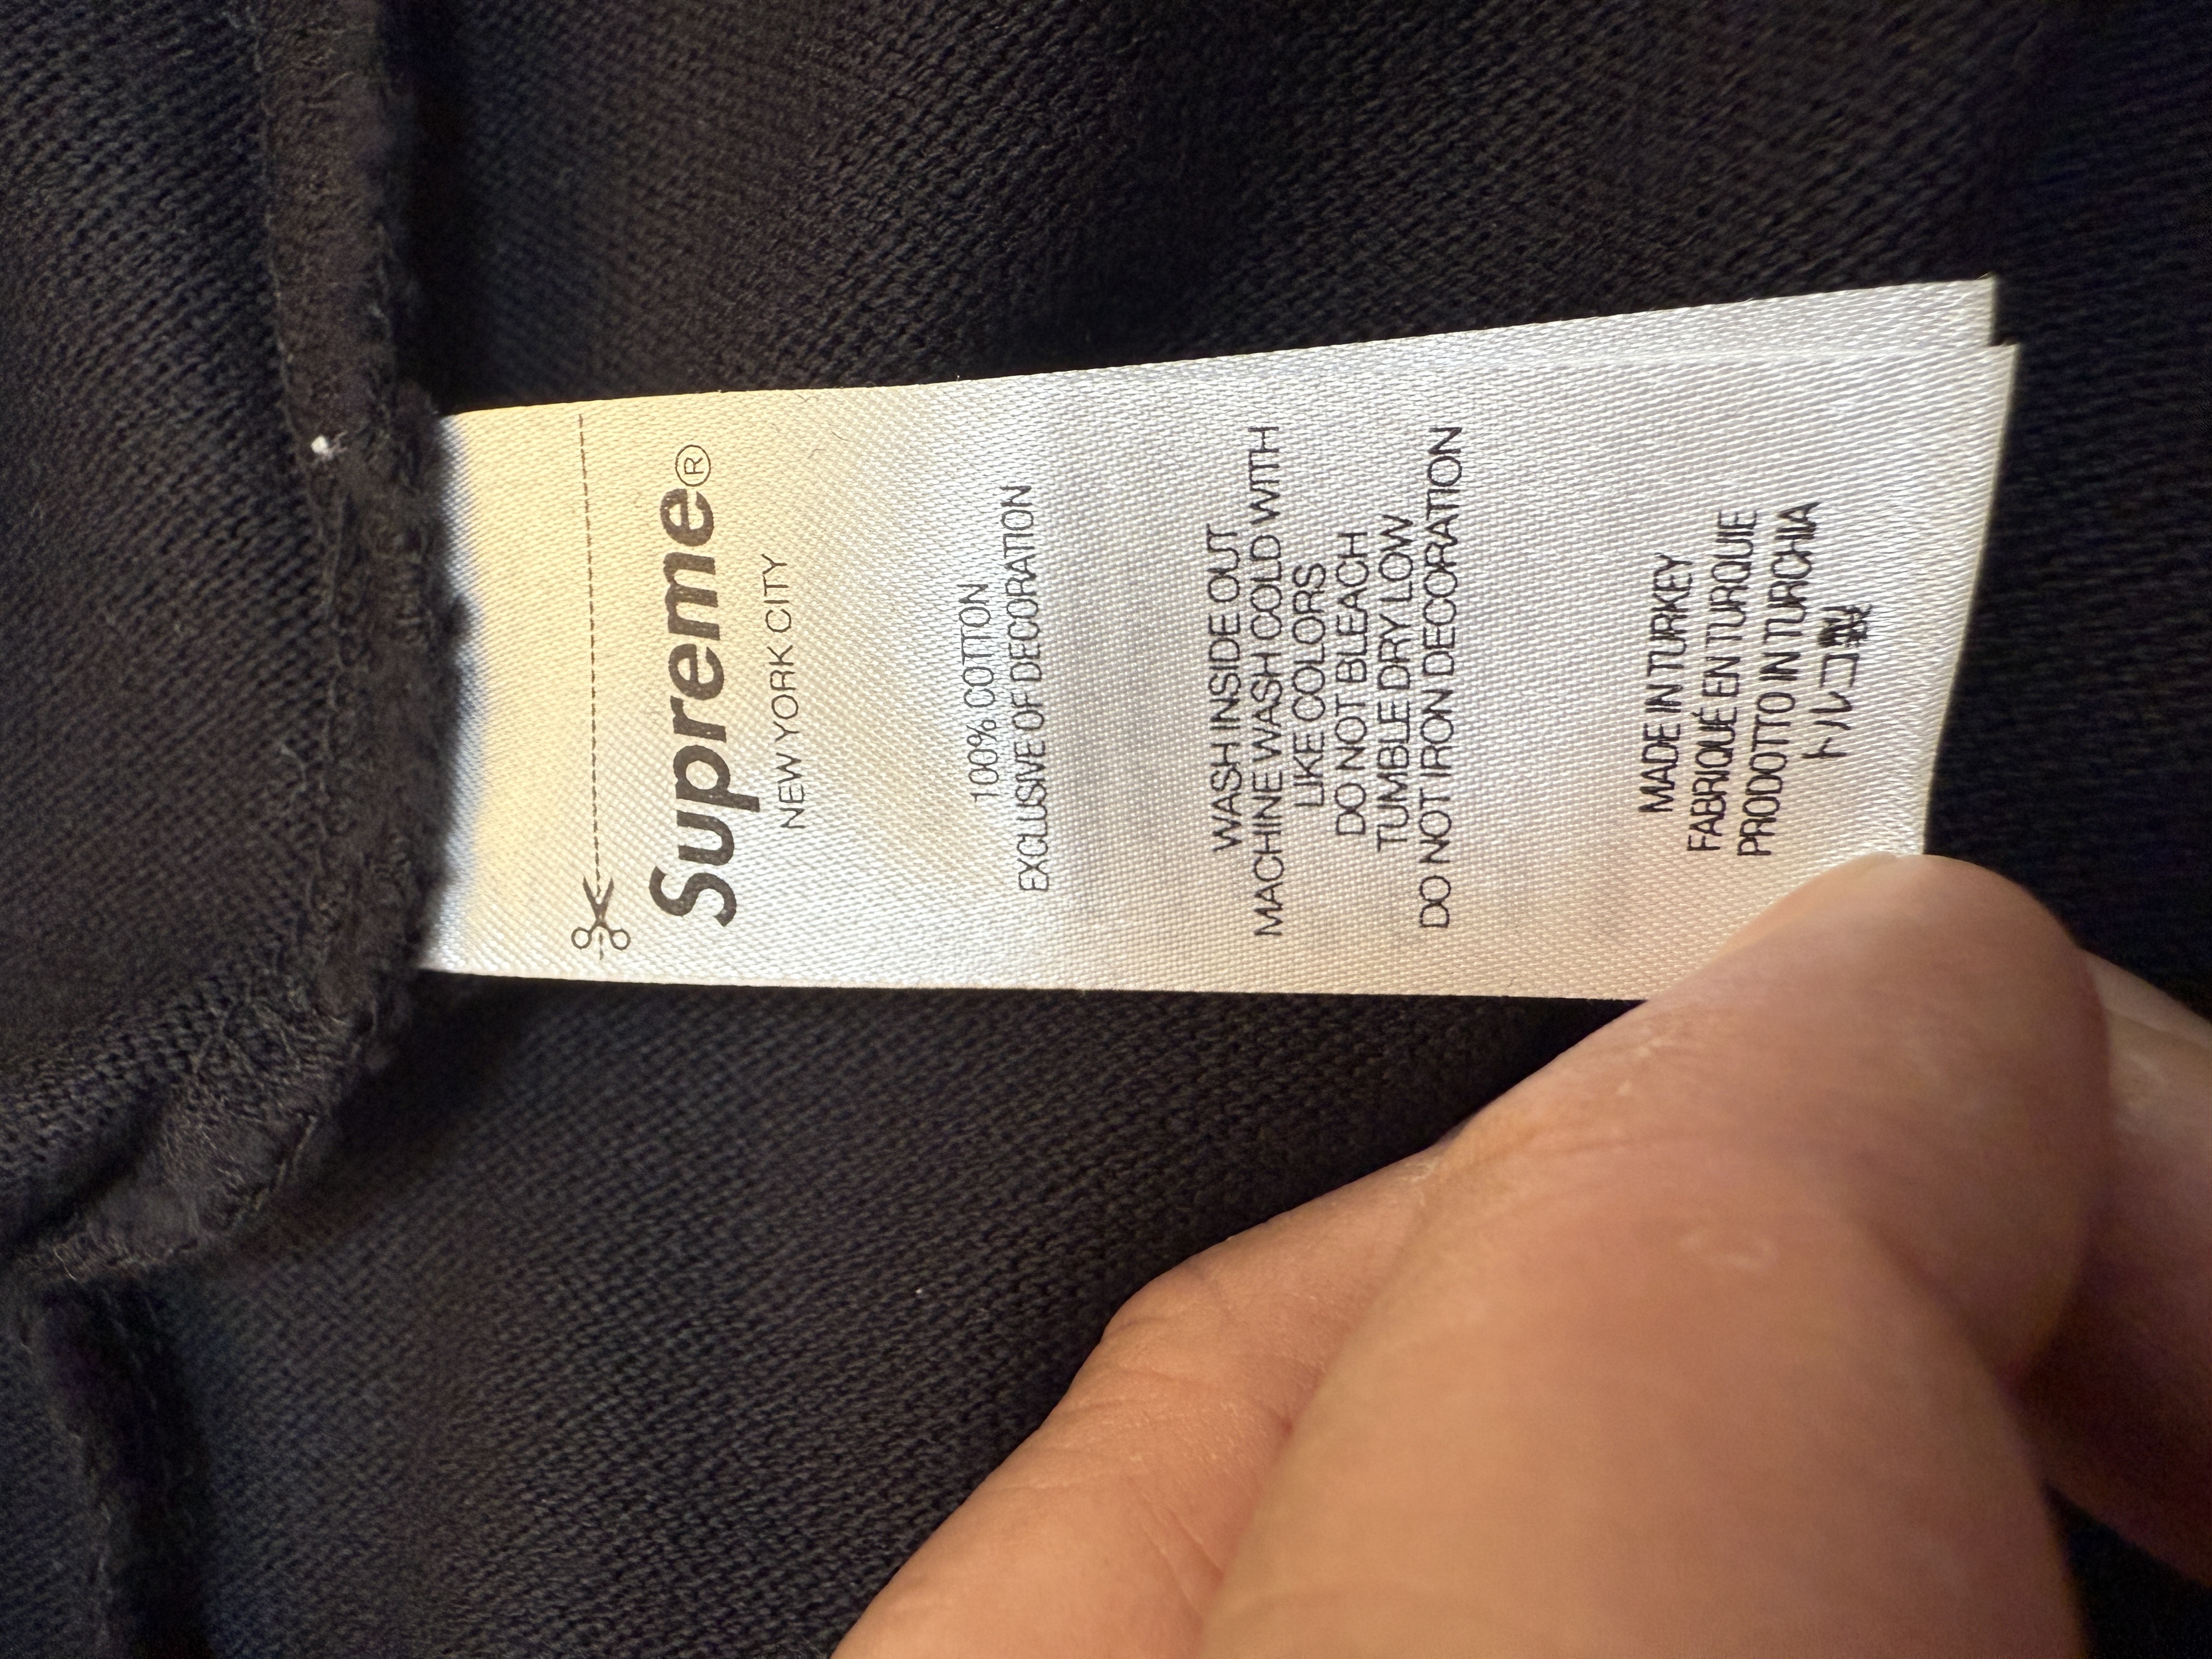 Supreme®
NEW YORK CITY
100% COTTON
EXCLUSIVE OF DECORATION
WASH INSIDE OUT
MACHINE WASH COLD WITH
LIKE COLORS
DO NOT BLEACH
TUMBLE DRY LOW
DO NOT IRON DECORATION
MADE IN TURKEY
FABRIQUÉ EN TURQUIE
PRODOTTO IN TURCHIA
トルコ製